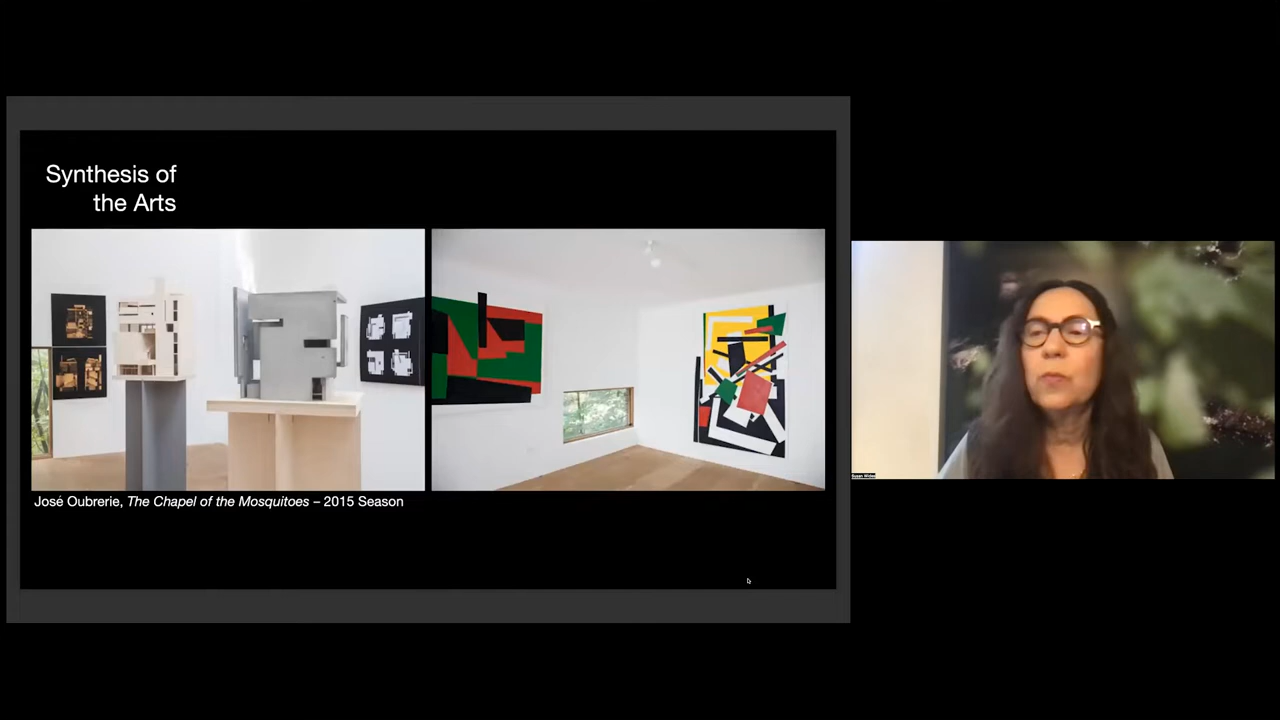 Synthesis of
the Arts
José Oubrerie, The Chapel of the Mosquitoes – 2015 Season